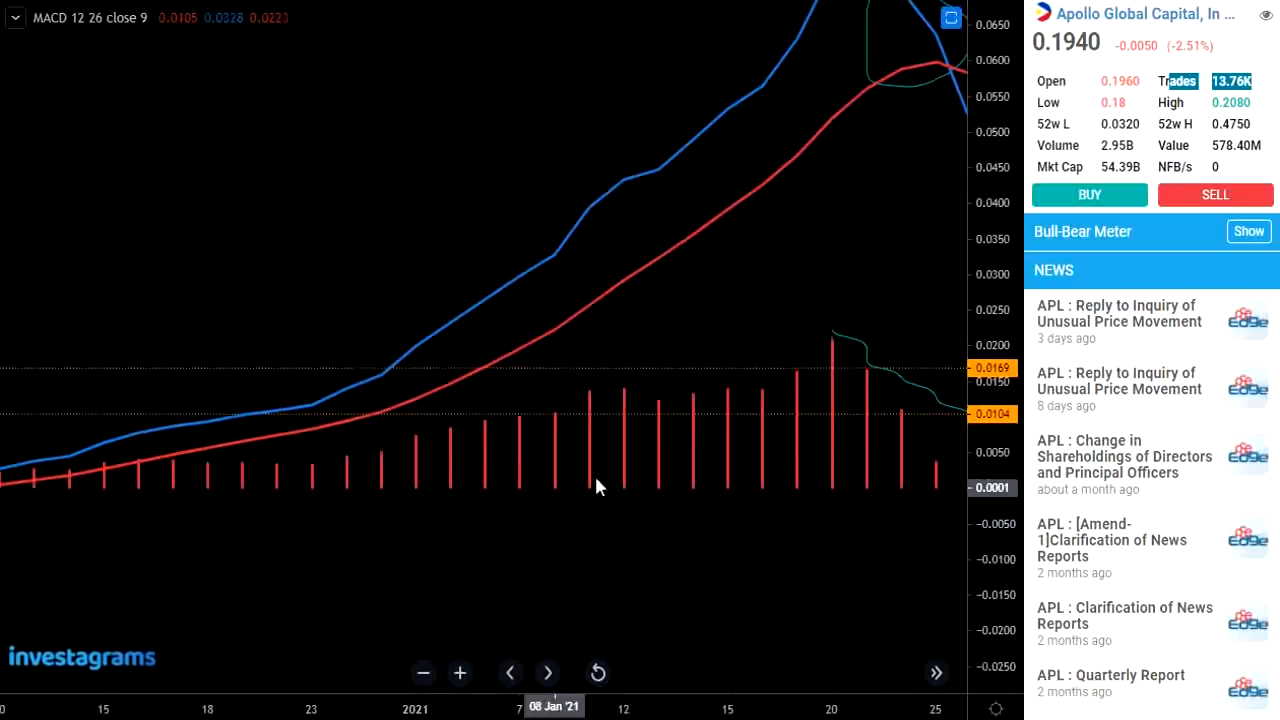 MACD 12 26 close 9 0.0105 0.0328 0.0223
0.0650
0.0600
0.0550
0.0500
0.0450
0.0400
0.0350
0.0300
0.0250
0.0200
0.0169
0.0150
0.0104
0.0050
0.0001
−0.0050
−0.0100
−0.0150
−0.0200
−0.0250
investagrams
0 15 18 23 2021 7 08 Jan '21 12 15 20 25
Apollo Global Capital, In ...
0.1940 -0.0050 (-2.51%)
Open 0.1960 Trades 13.76K
Low 0.18 High 0.2080
52w L 0.0320 52w H 0.4750
Volume 2.95B Value 578.40M
Mkt Cap 54.39B NFB/s 0
BUY SELL
Bull-Bear Meter Show
NEWS
APL : Reply to Inquiry of
Unusual Price Movement
3 days ago
APL : Reply to Inquiry of
Unusual Price Movement
8 days ago
APL : Change in
Shareholdings of Directors
and Principal Officers
about a month ago
APL : [Amend-
1]Clarification of News
Reports
2 months ago
APL : Clarification of News
Reports
2 months ago
APL : Quarterly Report
2 months ago
Edge
Edge
Edge
Edge
Edge
Edge